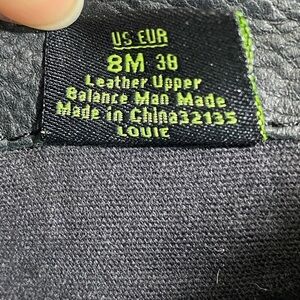 US EUR
8M 38
Leather Upper
Balance Man Made
Made in China32135
LOUIE